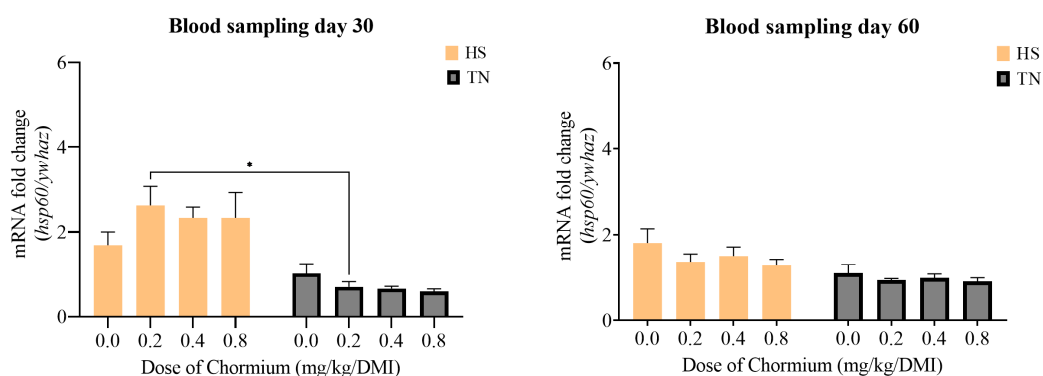 Blood sampling day 30
HS
TN
6
4
2
0
mRNA fold change
(hsp60/ywhaz)
*
0.0 0.2 0.4 0.8 0.0 0.2 0.4 0.8
Dose of Chormium (mg/kg/DMI)
Blood sampling day 60
HS
TN
6
4
2
0
mRNA fold change
(hsp60/ywhaz)
0.0 0.2 0.4 0.8 0.0 0.2 0.4 0.8
Dose of Chormium (mg/kg/DMI)